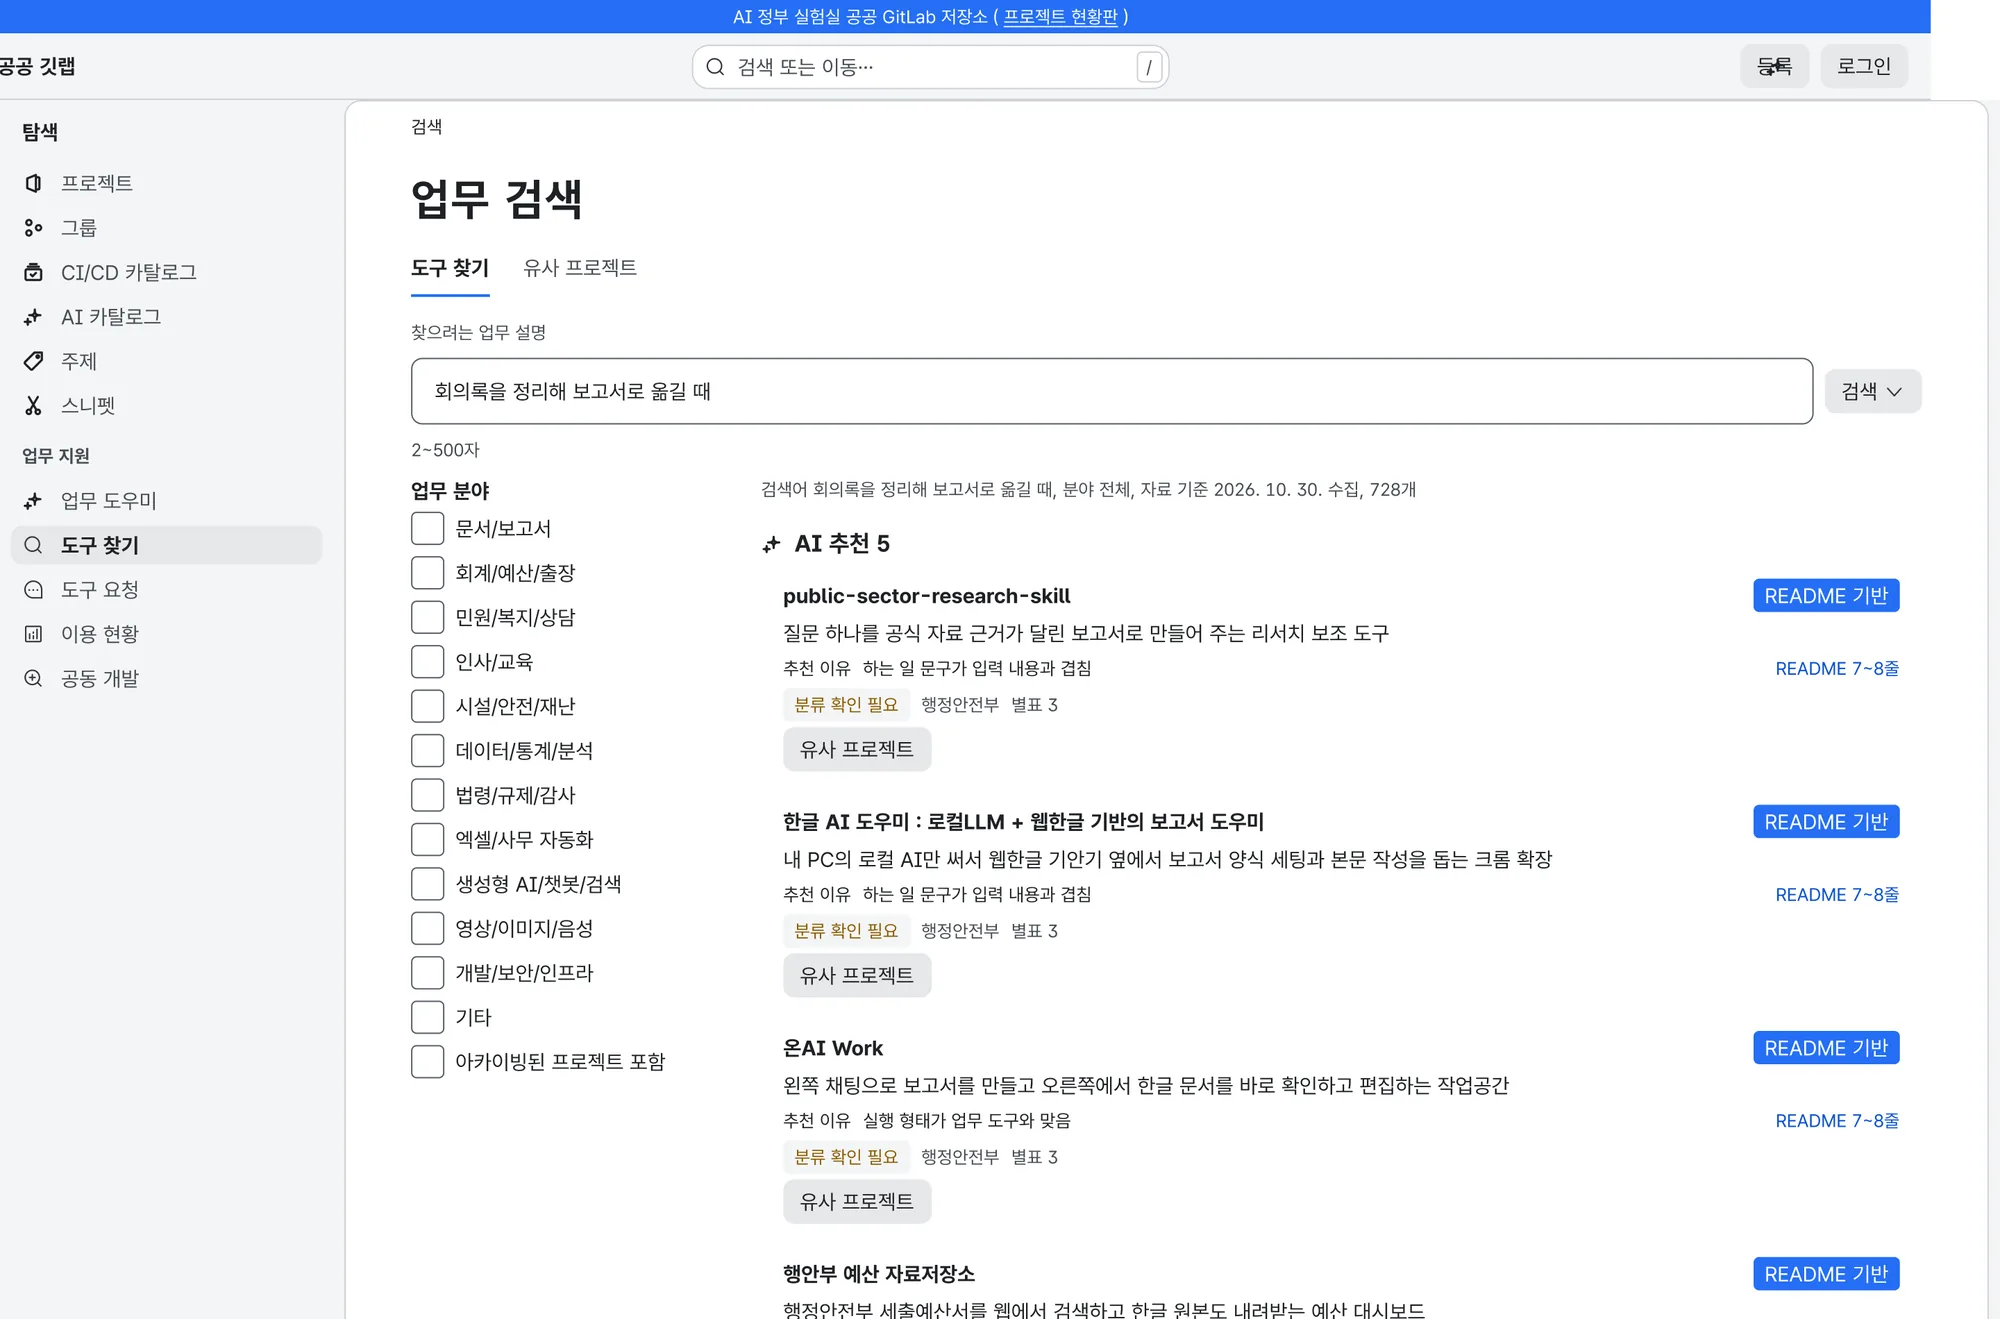 AI 정부 실험실 공공 GitLab 저장소 ( 프로젝트 현황판 )
공공 깃랩
검색 또는 이동...
/
등록
로그인
탐색
프로젝트
그룹
CI/CD 카탈로그
AI 카탈로그
주제
스니펫
업무 지원
업무 도우미
도구 찾기
도구 요청
이용 현황
공동 개발
검색
업무 검색
도구 찾기 유사 프로젝트
찾으려는 업무 설명
회의록을 정리해 보고서로 옮길 때
검색
2~500자
업무 분야
문서/보고서
회계/예산/출장
민원/복지/상담
인사/교육
시설/안전/재난
데이터/통계/분석
법령/규제/감사
엑셀/사무 자동화
생성형 AI/챗봇/검색
영상/이미지/음성
개발/보안/인프라
기타
아카이빙된 프로젝트 포함
검색어 회의록을 정리해 보고서로 옮길 때, 분야 전체, 자료 기준 2026. 10. 30. 수집, 728개
AI 추천 5
public-sector-research-skill
README 기반
질문 하나를 공식 자료 근거가 달린 보고서로 만들어 주는 리서치 보조 도구
추천 이유 하는 일 문구가 입력 내용과 겹침
README 7~8줄
분류 확인 필요 행정안전부 별표 3
유사 프로젝트
한글 AI 도우미 : 로컬LLM + 웹한글 기반의 보고서 도우미
README 기반
내 PC의 로컬 AI만 써서 웹한글 기안기 옆에서 보고서 양식 세팅과 본문 작성을 돕는 크롬 확장
추천 이유 하는 일 문구가 입력 내용과 겹침
README 7~8줄
분류 확인 필요 행정안전부 별표 3
유사 프로젝트
온AI Work
README 기반
왼쪽 채팅으로 보고서를 만들고 오른쪽에서 한글 문서를 바로 확인하고 편집하는 작업공간
추천 이유 실행 형태가 업무 도구와 맞음
README 7~8줄
분류 확인 필요 행정안전부 별표 3
유사 프로젝트
행안부 예산 자료저장소
README 기반
행정안전부 세출예산서를 웹에서 검색하고 한글 원본도 내려받는 예산 대시보드